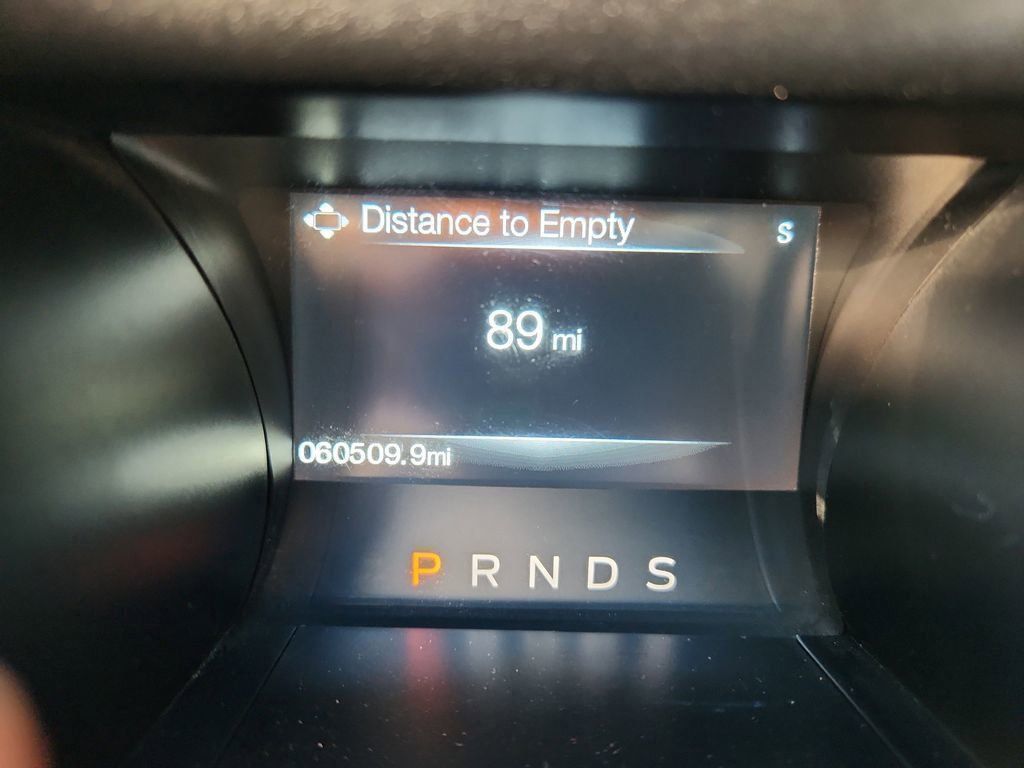 Distance to Empty S
89 mi
060509.9mi
P R N D S